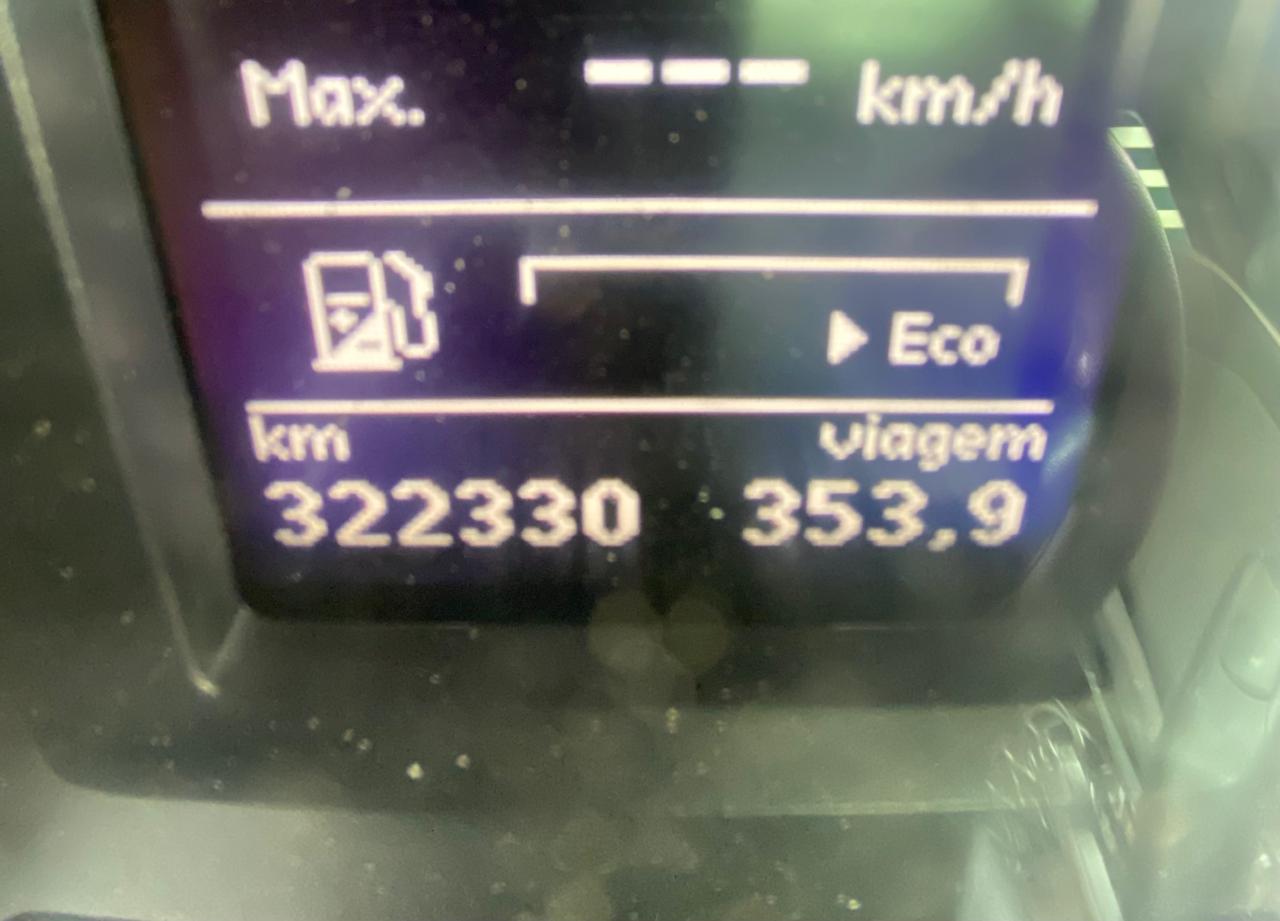 Max. --- km/h
Eco
km viagem
322330 353,9